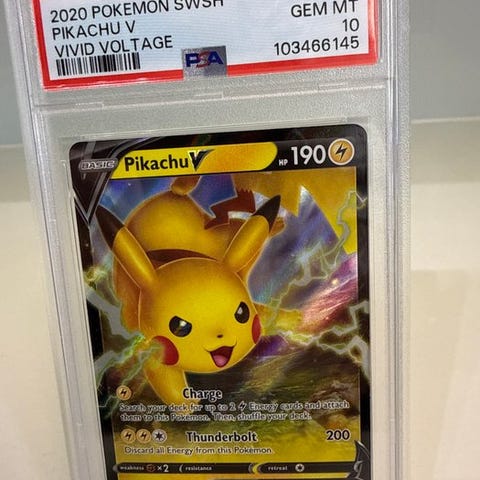 2020 POKEMON SWSH
GEM MT
PIKACHU V
10
VIVID VOLTAGE
103466145
PSA
BASIC
Pikachu V
HP 190
Charge
Search your deck for up to 2 Energy cards and attach
them to this Pokémon. Then, shuffle your deck.
Thunderbolt 200
Discard all Energy from this Pokémon.
weakness ×2 resistance retreat